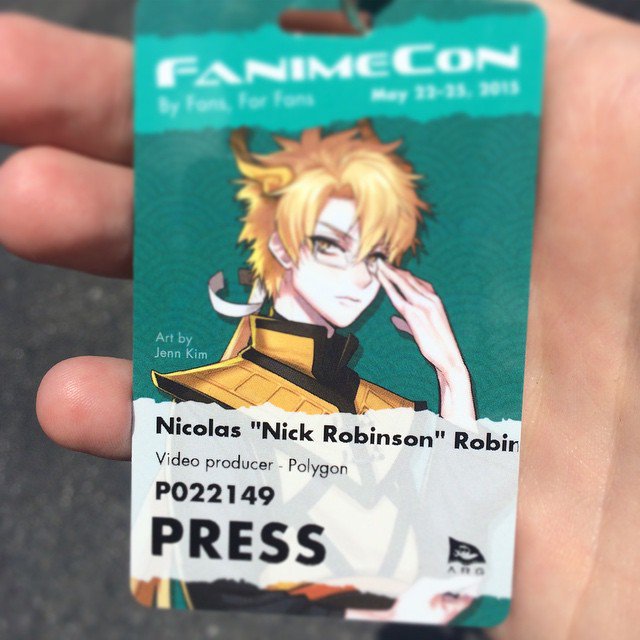 FANIMECON
By Fans, For Fans
May 22-25, 2015
Art by
Jenn Kim
Nicolas "Nick Robinson" Robin
Video producer - Polygon
P022149
PRESS
ARG